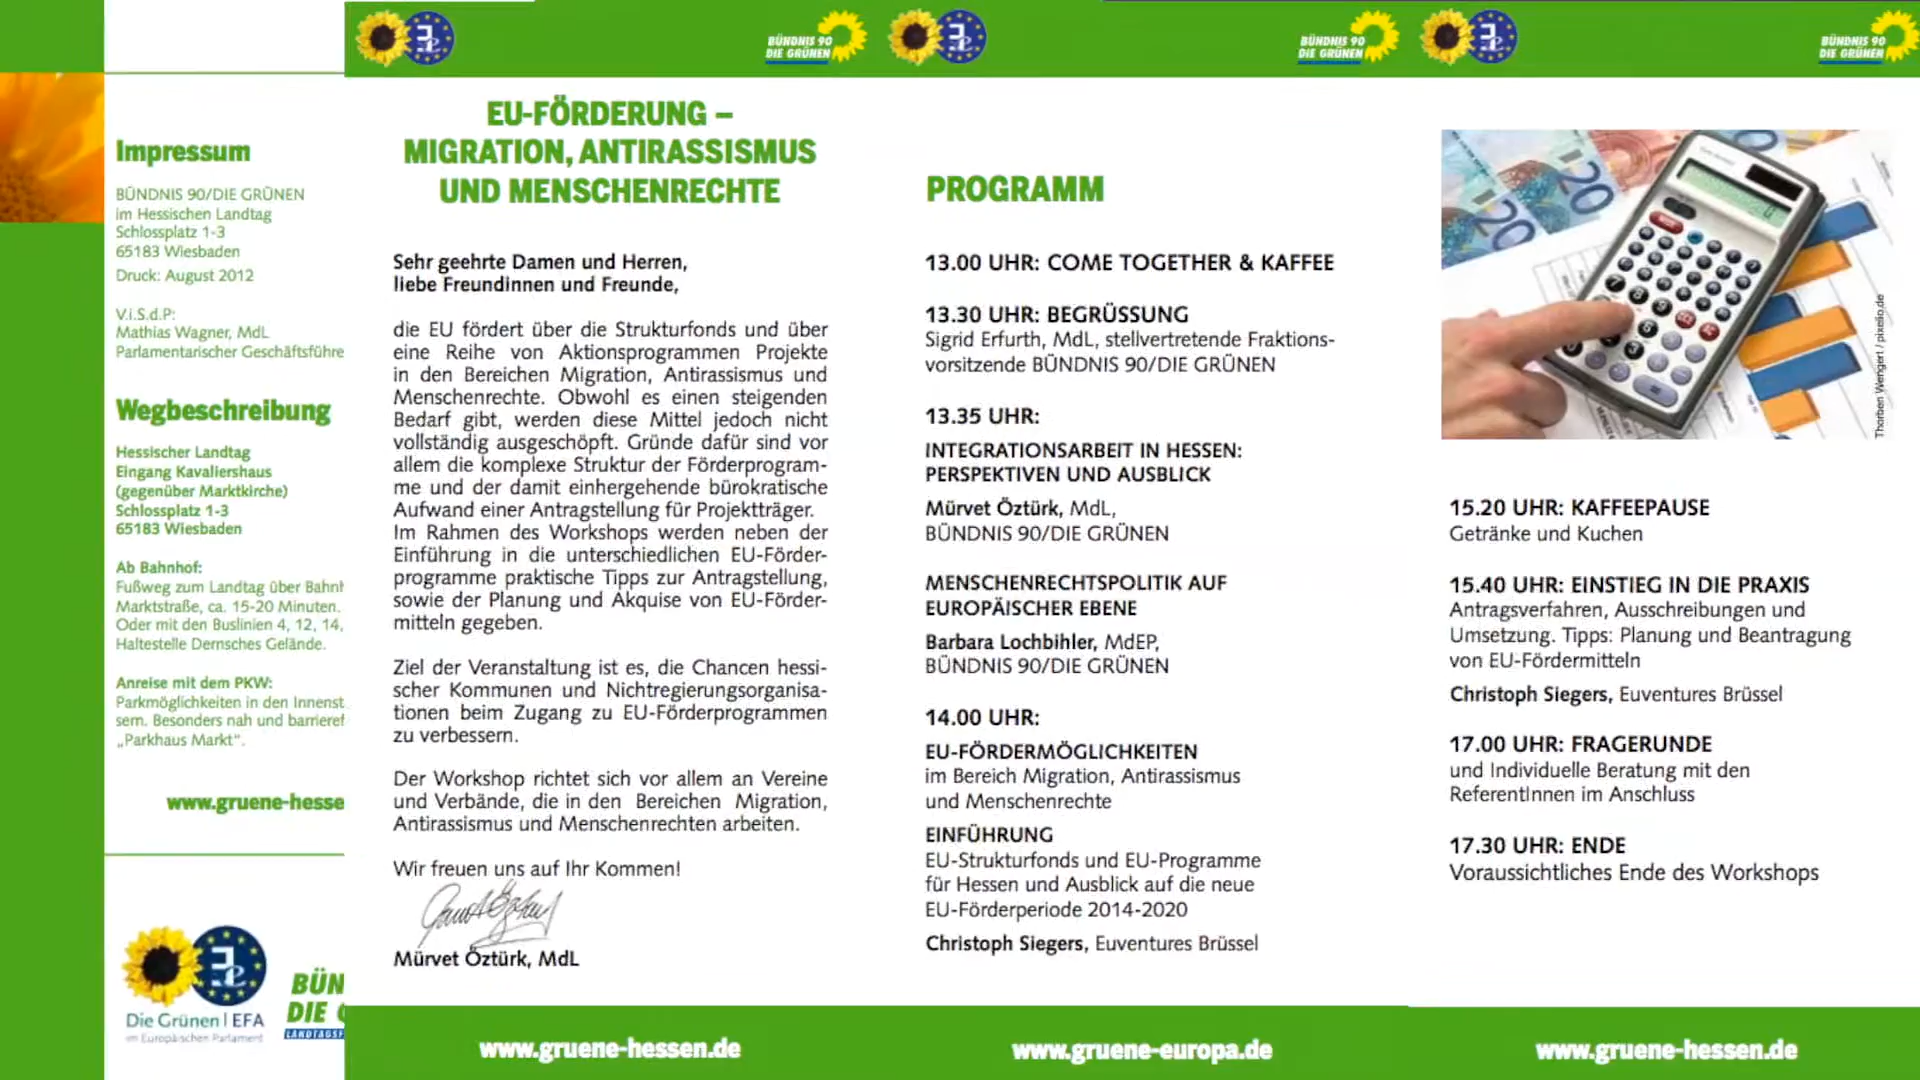 Impressum
BÜNDNIS 90/DIE GRÜNEN
im Hessischen Landtag
Schlossplatz 1-3
65183 Wiesbaden
Druck: August 2012
V.i.S.d.P:
Mathias Wagner, MdL
Parlamentarischer Geschäftsführe
Wegbeschreibung
Hessischer Landtag
Eingang Kavaliershaus
(gegenüber Marktkirche)
Schlossplatz 1-3
65183 Wiesbaden
Ab Bahnhof:
Fußweg zum Landtag über Bahnh
Marktstraße, ca. 15-20 Minuten.
Oder mit den Buslinien 4, 12, 14,
Haltestelle Dernsches Gelände.
Anreise mit dem PKW:
Parkmöglichkeiten in den Innenst
sem. Besonders nah und barrieref
„Parkhaus Markt“.
www.gruene-hesse
Die Grünen | EFA
im Europäischen Parlament
BÜN
DIE G
LANDTAGSF
BÜNDNIS 90
DIE GRÜNEN
EU-FÖRDERUNG –
MIGRATION, ANTIRASSISMUS
UND MENSCHENRECHTE
Sehr geehrte Damen und Herren,
liebe Freundinnen und Freunde,
die EU fördert über die Strukturfonds und über
eine Reihe von Aktionsprogrammen Projekte
in den Bereichen Migration, Antirassismus und
Menschenrechte. Obwohl es einen steigenden
Bedarf gibt, werden diese Mittel jedoch nicht
vollständig ausgeschöpft. Gründe dafür sind vor
allem die komplexe Struktur der Förderprogram-
me und der damit einhergehende bürokratische
Aufwand einer Antragstellung für Projektträger.
Im Rahmen des Workshops werden neben der
Einführung in die unterschiedlichen EU-Förder-
programme praktische Tipps zur Antragstellung,
sowie der Planung und Akquise von EU-Förder-
mitteln gegeben.
Ziel der Veranstaltung ist es, die Chancen hessi-
scher Kommunen und Nichtregierungsorganisa-
tionen beim Zugang zu EU-Förderprogrammen
zu verbessern.
Der Workshop richtet sich vor allem an Vereine
und Verbände, die in den Bereichen Migration,
Antirassismus und Menschenrechten arbeiten.
Wir freuen uns auf Ihr Kommen!
Mürvet Öztürk, MdL
www.gruene-hessen.de
BÜNDNIS 90
DIE GRÜNEN
PROGRAMM
13.00 UHR: COME TOGETHER & KAFFEE
13.30 UHR: BEGRÜSSUNG
Sigrid Erfurth, MdL, stellvertretende Fraktions-
vorsitzende BÜNDNIS 90/DIE GRÜNEN
13.35 UHR:
INTEGRATIONSARBEIT IN HESSEN:
PERSPEKTIVEN UND AUSBLICK
Mürvet Öztürk, MdL,
BÜNDNIS 90/DIE GRÜNEN
MENSCHENRECHTSPOLITIK AUF
EUROPÄISCHER EBENE
Barbara Lochbihler, MdEP,
BÜNDNIS 90/DIE GRÜNEN
14.00 UHR:
EU-FÖRDERMÖGLICHKEITEN
im Bereich Migration, Antirassismus
und Menschenrechte
EINFÜHRUNG
EU-Strukturfonds und EU-Programme
für Hessen und Ausblick auf die neue
EU-Förderperiode 2014-2020
Christoph Siegers, Euventures Brüssel
www.gruene-europa.de
BÜNDNIS 90
DIE GRÜNEN
20
20
Thorben Wengert / pixelio.de
15.20 UHR: KAFFEEPAUSE
Getränke und Kuchen
15.40 UHR: EINSTIEG IN DIE PRAXIS
Antragsverfahren, Ausschreibungen und
Umsetzung. Tipps: Planung und Beantragung
von EU-Fördermitteln
Christoph Siegers, Euventures Brüssel
17.00 UHR: FRAGERUNDE
und Individuelle Beratung mit den
ReferentInnen im Anschluss
17.30 UHR: ENDE
Voraussichtliches Ende des Workshops
www.gruene-hessen.de